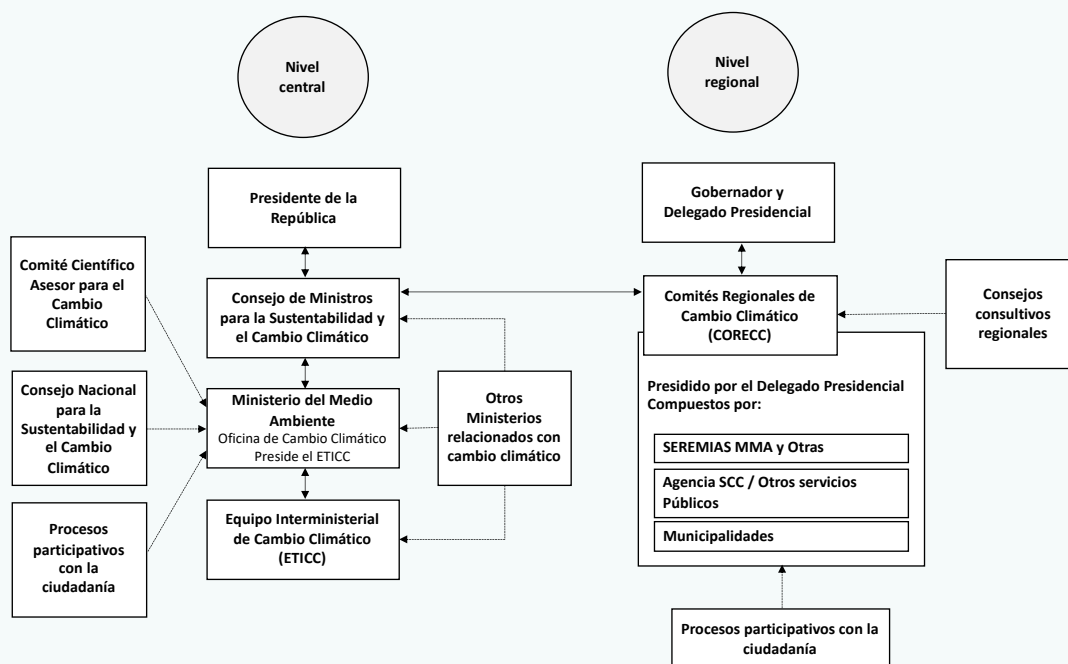 Nivel
central
Nivel
regional
Presidente de la
República
Gobernador y
Delegado Presidencial
Comité Científico
Asesor para el
Cambio
Climático
Consejo de Ministros
para la Sustentabilidad y
el Cambio Climático
Comités Regionales de
Cambio Climático
(CORECC)
Consejos
consultivos
regionales
Consejo Nacional
para la
Sustentabilidad y
el Cambio
Climático
Ministerio del Medio
Ambiente
Oficina de Cambio Climático
Preside el ETICC
Otros
Ministerios
relacionados con
cambio climático
Presidido por el Delegado Presidencial
Compuestos por:
SEREMIAS MMA y Otras
Agencia SCC / Otros servicios
Públicos
Municipalidades
Procesos
participativos
con la
ciudadanía
Equipo Interministerial
de Cambio Climático
(ETICC)
Procesos participativos con la
ciudadanía